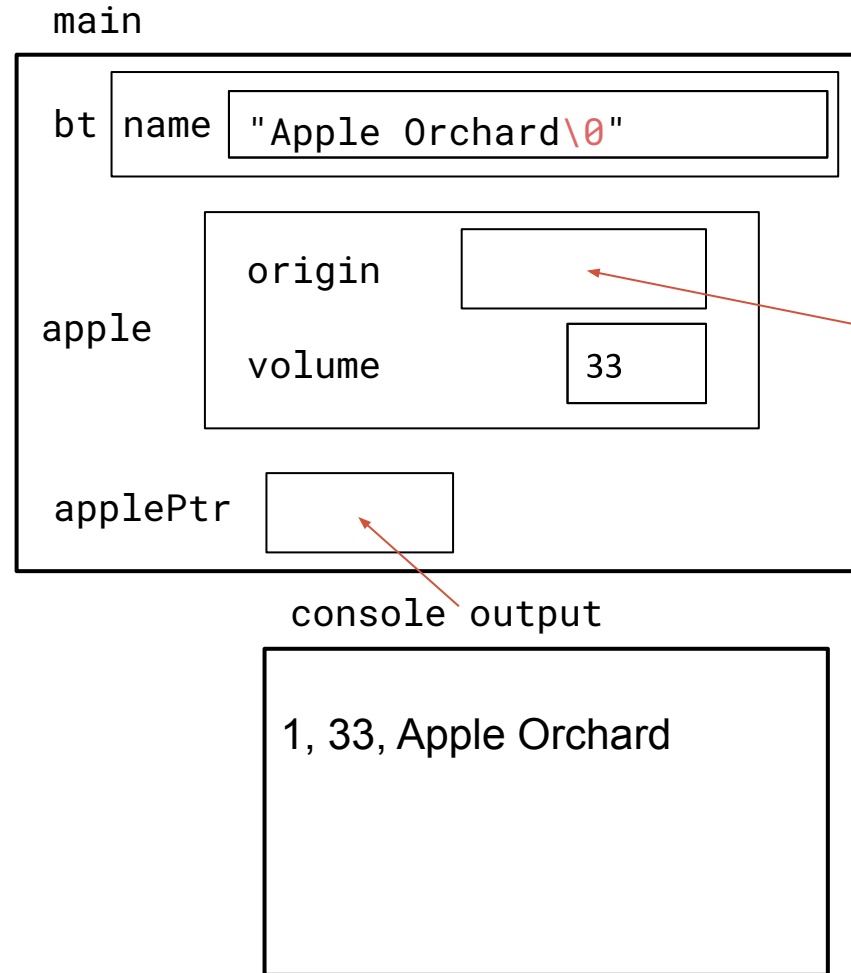 main
bt name "Apple Orchard\0"
origin
apple
volume 33
applePtr
console output
1, 33, Apple Orchard